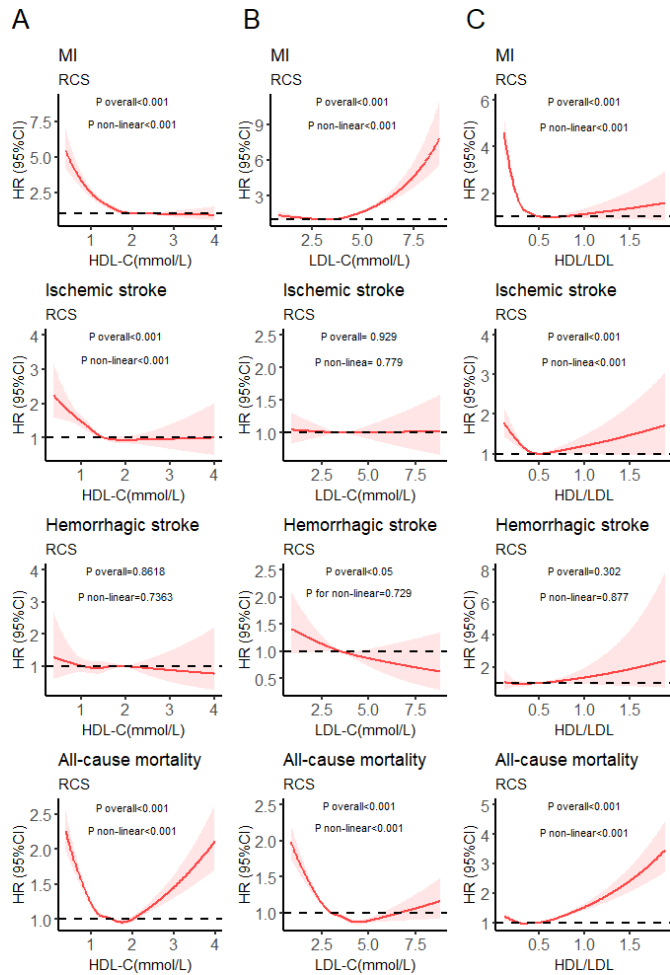 A
B
C
MI
RCS
P overall<0.001
P non-linear<0.001
7.5
5.0
2.5
HR (95%CI)
1
2
3
4
HDL-C(mmol/L)
MI
RCS
P overall<0.001
P non-linear<0.001
9
6
3
HR (95%CI)
2.5
5.0
7.5
LDL-C(mmol/L)
MI
RCS
P overall<0.001
P non-linear<0.001
6
4
2
HR (95%CI)
0.5
1.0
1.5
HDL/LDL
Ischemic stroke
RCS
P overall<0.001
P non-linear<0.001
4
3
2
1
HR (95%CI)
1
2
3
4
HDL-C(mmol/L)
Ischemic stroke
RCS
P overall= 0.929
P non-linea= 0.779
2.5
2.0
1.5
1.0
HR (95%CI)
2.5
5.0
7.5
LDL-C(mmol/L)
Ischemic stroke
RCS
P overall<0.001
P non-linea<0.001
4
3
2
1
HR (95%CI)
0.5
1.0
1.5
HDL/LDL
Hemorrhagic stroke
RCS
P overall=0.8618
P non-linear=0.7363
4
3
2
1
HR (95%CI)
1
2
3
4
HDL-C(mmol/L)
Hemorrhagic stroke
RCS
P overall<0.05
P for non-linear=0.729
2.5
2.0
1.5
1.0
0.5
HR (95%CI)
2.5
5.0
7.5
LDL-C(mmol/L)
Hemorrhagic stroke
RCS
P overall=0.302
P non-linear=0.877
8
6
4
2
HR (95%CI)
0.5
1.0
1.5
HDL/LDL
All-cause mortality
RCS
P overall<0.001
P non-linear<0.001
2.5
2.0
1.5
1.0
HR (95%CI)
1
2
3
4
HDL-C(mmol/L)
All-cause mortality
RCS
P overall<0.001
P non-linear<0.001
2.5
2.0
1.5
1.0
HR (95%CI)
2.5
5.0
7.5
LDL-C(mmol/L)
All-cause mortality
RCS
P overall<0.001
P non-linear<0.001
5
4
3
2
1
HR (95%CI)
0.5
1.0
1.5
HDL/LDL